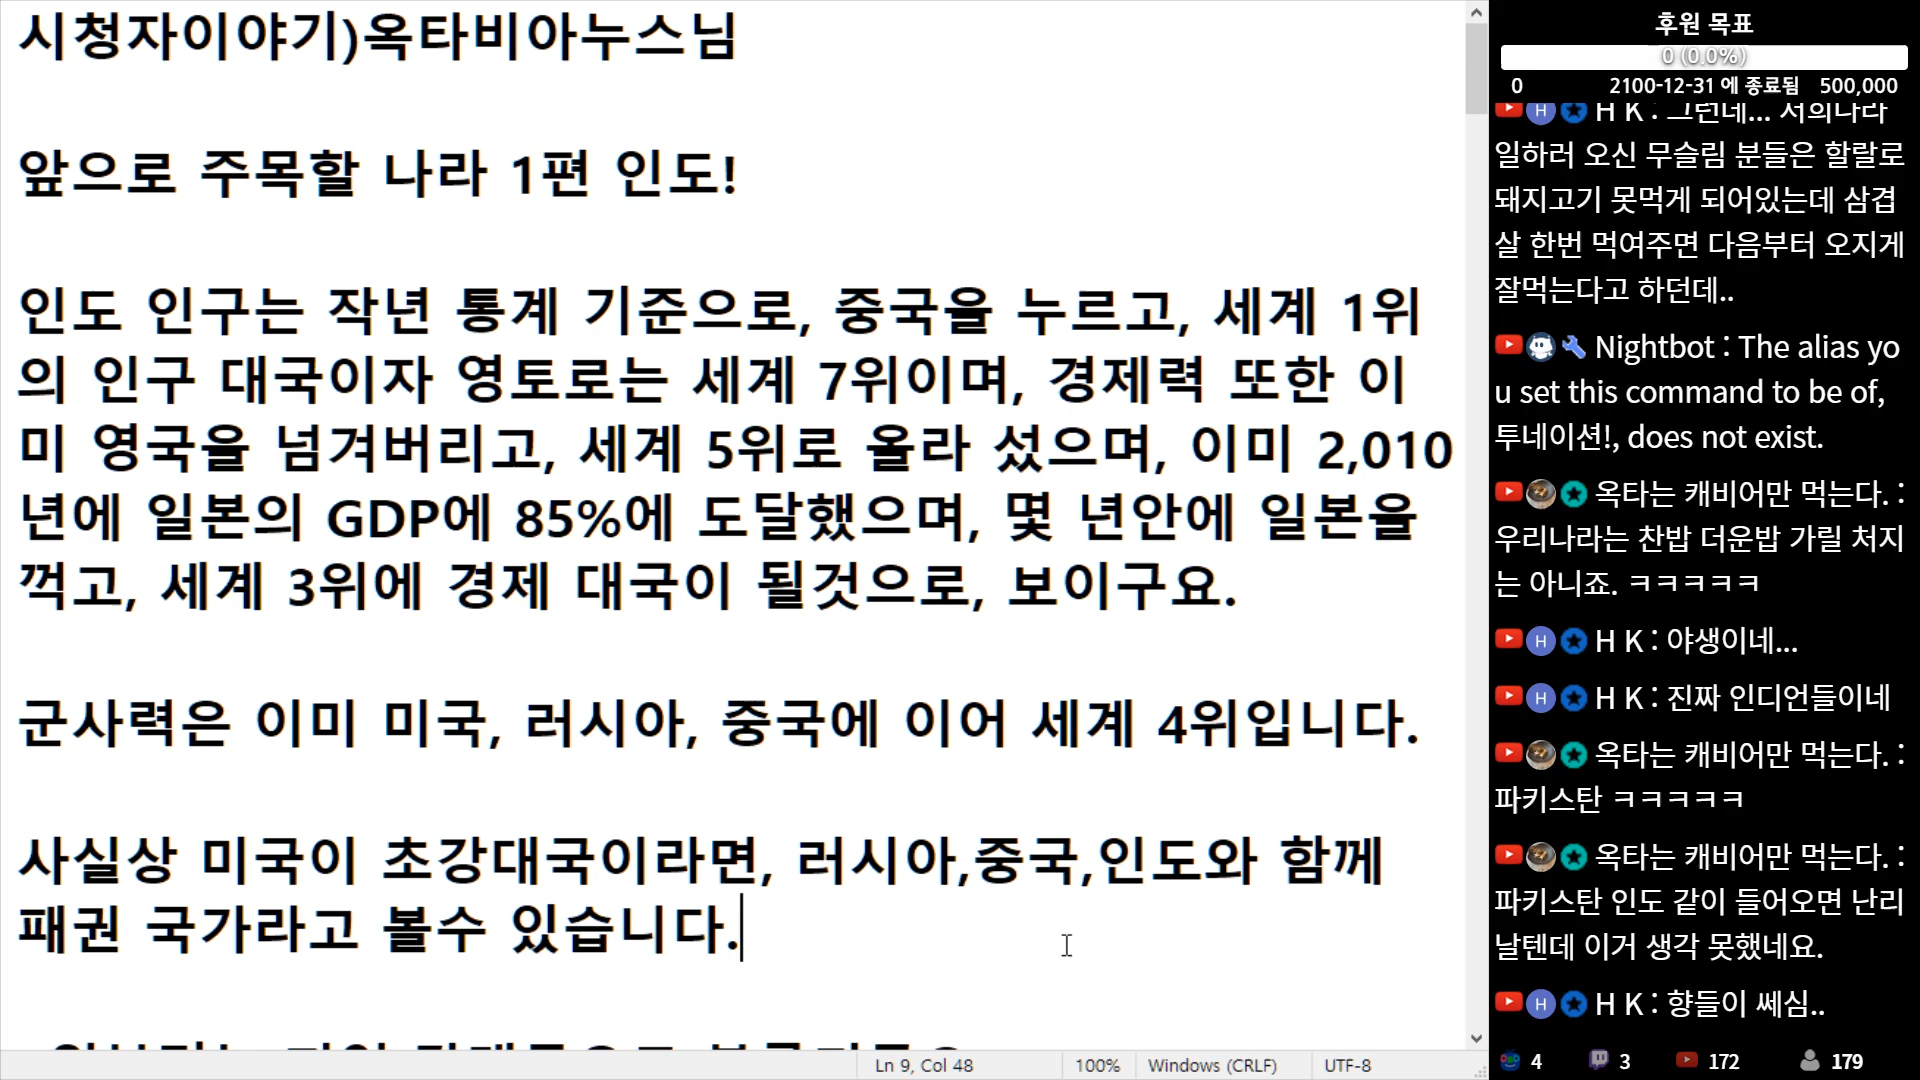 시청자이야기)옥타비아누스님
앞으로 주목할 나라 1편 인도!
인도 인구는 작년 통계 기준으로, 중국을 누르고, 세계 1위
의 인구 대국이자 영토로는 세계 7위이며, 경제력 또한 이
미 영국을 넘겨버리고, 세계 5위로 올라 섰으며, 이미 2,010
년에 일본의 GDP에 85%에 도달했으며, 몇 년안에 일본을
꺽고, 세계 3위에 경제 대국이 될것으로, 보이구요.
군사력은 이미 미국, 러시아, 중국에 이어 세계 4위입니다.
사실상 미국이 초강대국이라면, 러시아,중국,인도와 함께
패권 국가라고 볼수 있습니다.
Ln 9, Col 48
100%
Windows (CRLF)
UTF-8
후원 목표
0 (0.0%)
0 2100-12-31 에 종료됨 500,000
H K : 그런데... 저희나라
일하러 오신 무슬림 분들은 할랄로
돼지고기 못먹게 되어있는데 삼겹
살 한번 먹여주면 다음부터 오지게
잘먹는다고 하던데..
Nightbot : The alias yo
u set this command to be of,
투네이션!, does not exist.
옥타는 캐비어만 먹는다. :
우리나라는 찬밥 더운밥 가릴 처지
는 아니죠. ㅋㅋㅋㅋㅋ
H K : 야생이네...
H K : 진짜 인디언들이네
옥타는 캐비어만 먹는다. :
파키스탄 ㅋㅋㅋㅋㅋ
옥타는 캐비어만 먹는다. :
파키스탄 인도 같이 들어오면 난리
날텐데 이거 생각 못했네요.
H K : 향들이 쎄심..
4 3 172 179